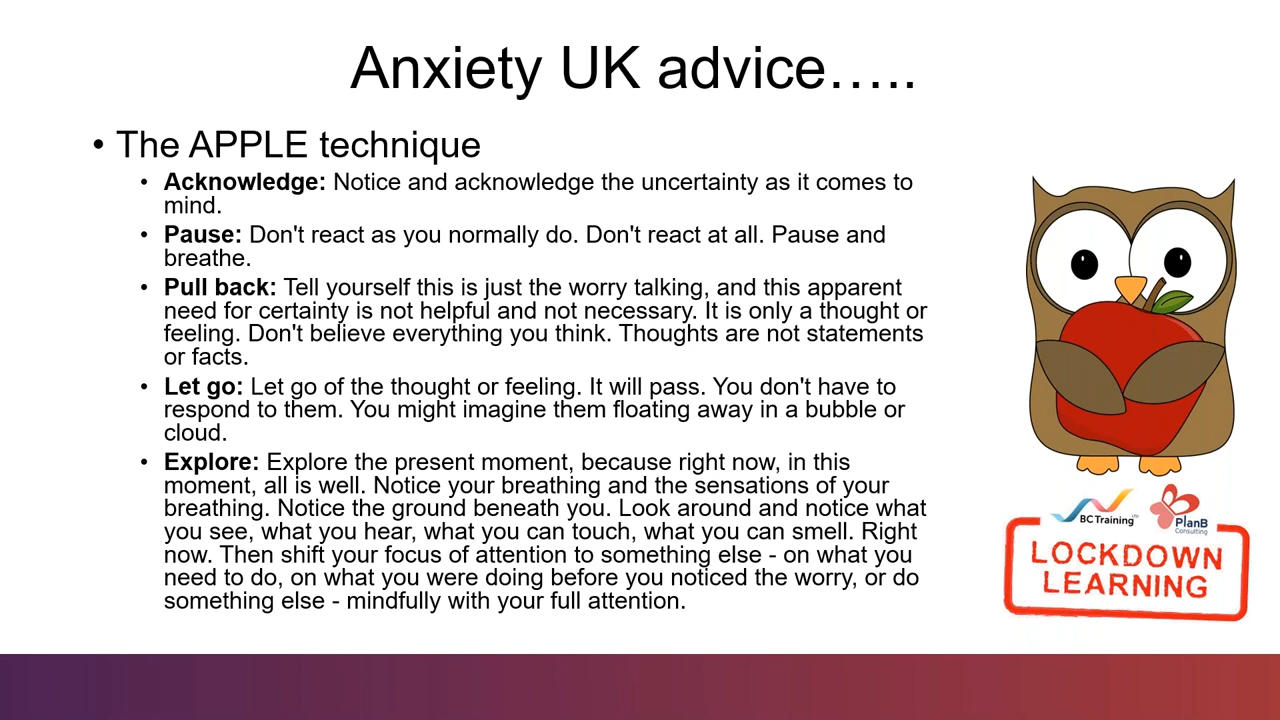 Anxiety UK advice…..
• The APPLE technique
• Acknowledge: Notice and acknowledge the uncertainty as it comes to
mind.
• Pause: Don't react as you normally do. Don't react at all. Pause and
breathe.
• Pull back: Tell yourself this is just the worry talking, and this apparent
need for certainty is not helpful and not necessary. It is only a thought or
feeling. Don't believe everything you think. Thoughts are not statements
or facts.
• Let go: Let go of the thought or feeling. It will pass. You don't have to
respond to them. You might imagine them floating away in a bubble or
cloud.
• Explore: Explore the present moment, because right now, in this
moment, all is well. Notice your breathing and the sensations of your
breathing. Notice the ground beneath you. Look around and notice what
you see, what you hear, what you can touch, what you can smell. Right
now. Then shift your focus of attention to something else - on what you
need to do, on what you were doing before you noticed the worry, or do
something else - mindfully with your full attention.
BC Training
PlanB
Consulting
LOCKDOWN
LEARNING